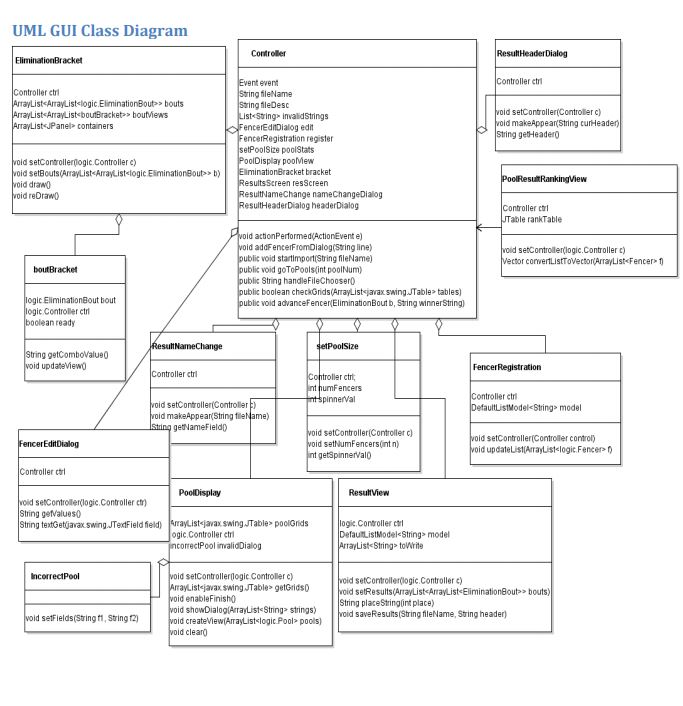 UML GUI Class Diagram
EliminationBracket
Controller ctrl
ArrayList<ArrayList<logic.EliminationBout>> bouts
ArrayList<ArrayList<boutBracket>> boutViews
ArrayList<JPanel> containers
void setController(logic.Controller c)
void setBouts(ArrayList<ArrayList<logic.EliminationBout>> b)
void draw()
void reDraw()
Controller
Event event
String fileName
String fileDesc
List<String> invalidStrings
FencerEditDialog edit
FencerRegistration register
setPoolSize poolStats
PoolDisplay poolView
EliminationBracket bracket
ResultsScreen resScreen
ResultNameChange nameChangeDialog
ResultHeaderDialog headerDialog
void actionPerformed(ActionEvent e)
void addFencerFromDialog(String line)
public void startImport(String fileName)
public void goToPools(int poolNum)
public String handleFileChooser()
public boolean checkGrids(ArrayList<javax.swing.JTable> tables)
public void advanceFencer(EliminationBout b, String winnerString)
ResultHeaderDialog
Controller ctrl
void setController(Controller c)
void makeAppear(String curHeader)
String getHeader()
PoolResultRankingView
Controller ctrl
JTable rankTable
void setController(logic.Controller c)
Vector convertListToVector(ArrayList<Fencer> f)
boutBracket
logic.EliminationBout bout
logic.Controller ctrl
boolean ready
String getComboValue()
void updateView()
ResultNameChange
Controller ctrl
void setController(Controller c)
void makeAppear(String fileName)
String getNameField()
setPoolSize
Controller ctrl;
int numFencers
int spinnerVal
void setController(Controller c)
void setNumFencers(int n)
int getSpinnerVal()
FencerRegistration
Controller ctrl
DefaultListModel<String> model
void setController(Controller control)
void updateList(ArrayList<logic.Fencer> f)
FencerEditDialog
Controller ctrl
void setController(logic.Controller ctr)
String getValues()
String textGet(javax.swing.JTextField field)
PoolDisplay
ArrayList<javax.swing.JTable> poolGrids
logic.Controller ctrl
incorrectPool invalidDialog
void setController(logic.Controller c)
ArrayList<javax.swing.JTable> getGrids()
void enableFinish()
void showDialog(ArrayList<String> strings)
void createView(ArrayList<logic.Pool> pools)
void clear()
ResultView
logic.Controller ctrl
DefaultListModel<String> model
ArrayList<String> toWrite
void setController(logic.Controller c)
void setResults(ArrayList<ArrayList<EliminationBout>> bouts)
String placeString(int place)
void saveResults(String fileName, String header)
IncorrectPool
void setFields(String f1, String f2)